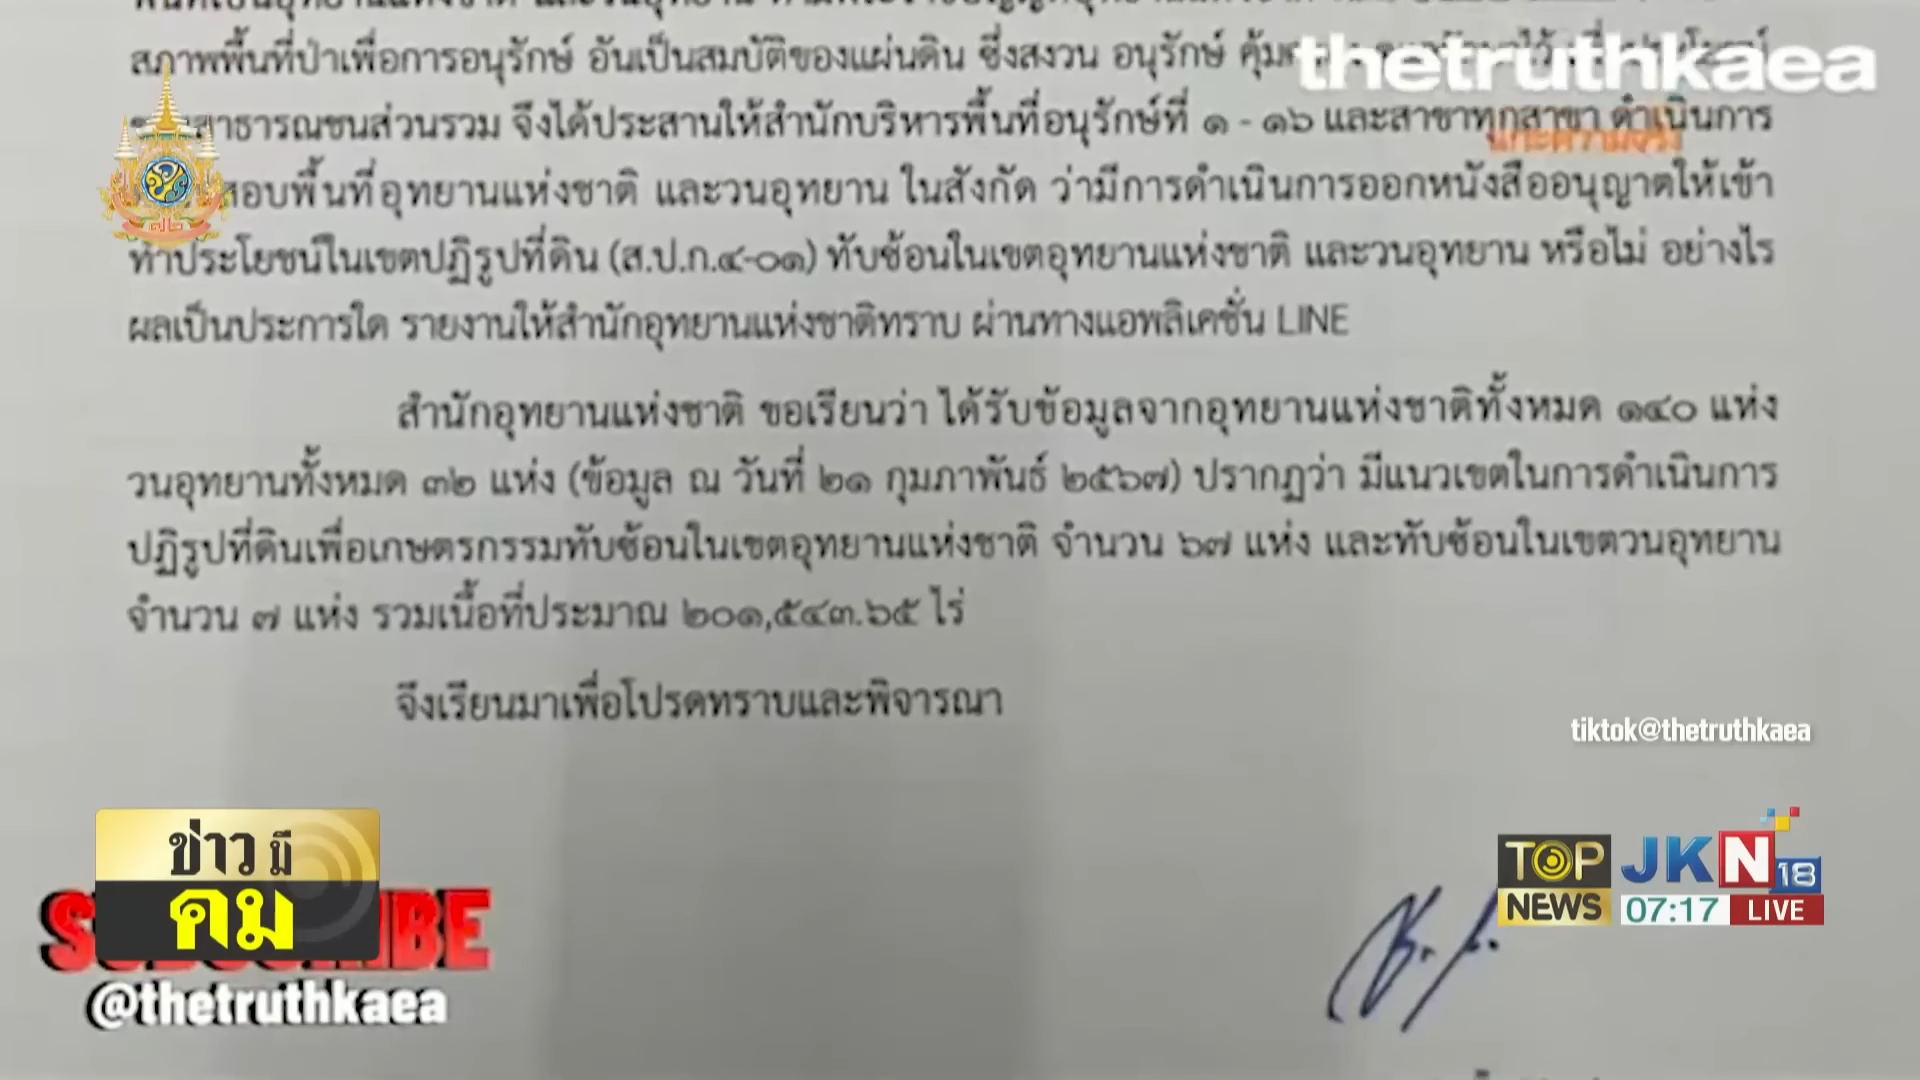 thetruthkaea
สภาพพื้นที่ป่าเพื่อการอนุรักษ์ อันเป็นสมบัติของแผ่นดิน ซึ่งสงวน อนุรักษ์
สาธารณชนส่วนรวม จึงได้ประสานให้สำนักบริหารพื้นที่อนุรักษ์ที่ ๑ - ๑๖ และสาขาทุกสาขา ดำเนินการ
แกะความจริง
สอบพื้นที่อุทยานแห่งชาติ และวนอุทยาน ในสังกัด ว่ามีการดำเนินการออกหนังสืออนุญาตให้เข้า
ทำประโยชน์ในเขตปฏิรูปที่ดิน (ส.ป.ก.๔-๐๑) ทับซ้อนในเขตอุทยานแห่งชาติ และวนอุทยาน หรือไม่ อย่างไร
ผลเป็นประการใด รายงานให้สำนักอุทยานแห่งชาติทราบ ผ่านทางแอพลิเคชั่น LINE
สำนักอุทยานแห่งชาติ ขอเรียนว่า ได้รับข้อมูลจากอุทยานแห่งชาติทั้งหมด ๑๔๐ แห่ง
วนอุทยานทั้งหมด ๓๒ แห่ง (ข้อมูล ณ วันที่ ๒๑ กุมภาพันธ์ ๒๕๖๗) ปรากฏว่า มีแนวเขตในการดำเนินการ
ปฏิรูปที่ดินเพื่อเกษตรกรรมทับซ้อนในเขตอุทยานแห่งชาติ จำนวน ๖๗ แห่ง และทับซ้อนในเขตวนอุทยาน
จำนวน ๗ แห่ง รวมเนื้อที่ประมาณ ๒๐๑,๕๔๓.๖๕ ไร่
จึงเรียนมาเพื่อโปรดทราบและพิจารณา
tiktok@thetruthkaea
ข่าวมี
คม
SUBSCRIBE
@thetruthkaea
TOP NEWS
JKN18
07:17 LIVE